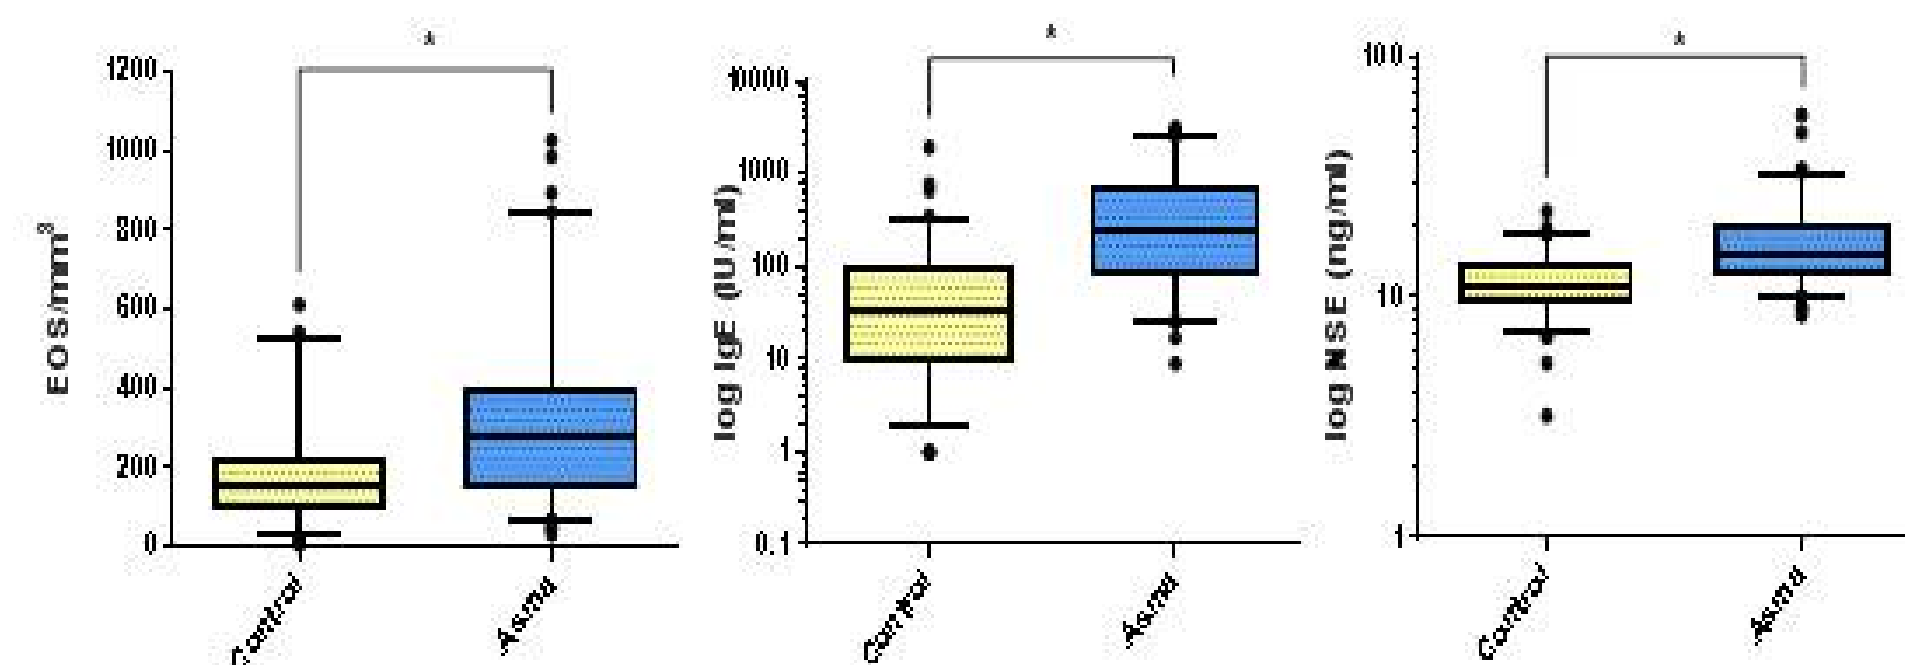 *
1200
1000
800
600
400
200
0
EOS/mm³
Control
Asma
*
10000
1000
100
10
1
0.1
log IgE (IU/ml)
Control
Asma
*
100
10
1
log NSE (ng/ml)
Control
Asma